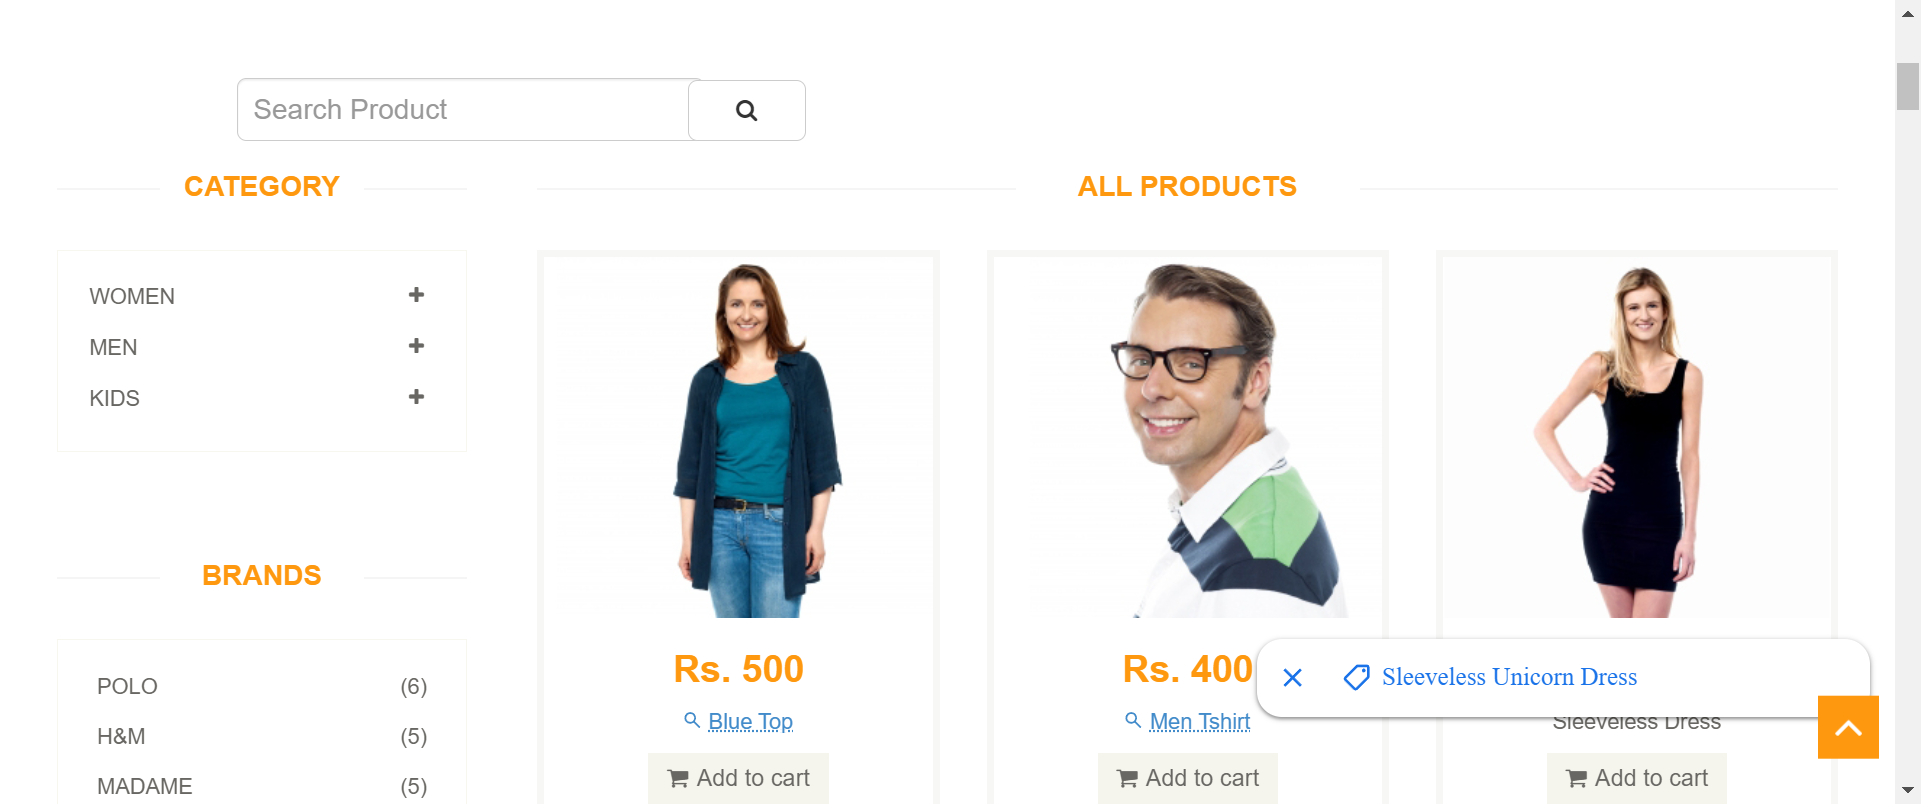 Search Product
CATEGORY
ALL PRODUCTS
WOMEN
MEN
KIDS
BRANDS
POLO (6)
H&M (5)
MADAME (5)
Rs. 500
Blue Top
Add to cart
Rs. 400
Men Tshirt
Add to cart
Sleeveless Unicorn Dress
Sleeveless Dress
Add to cart